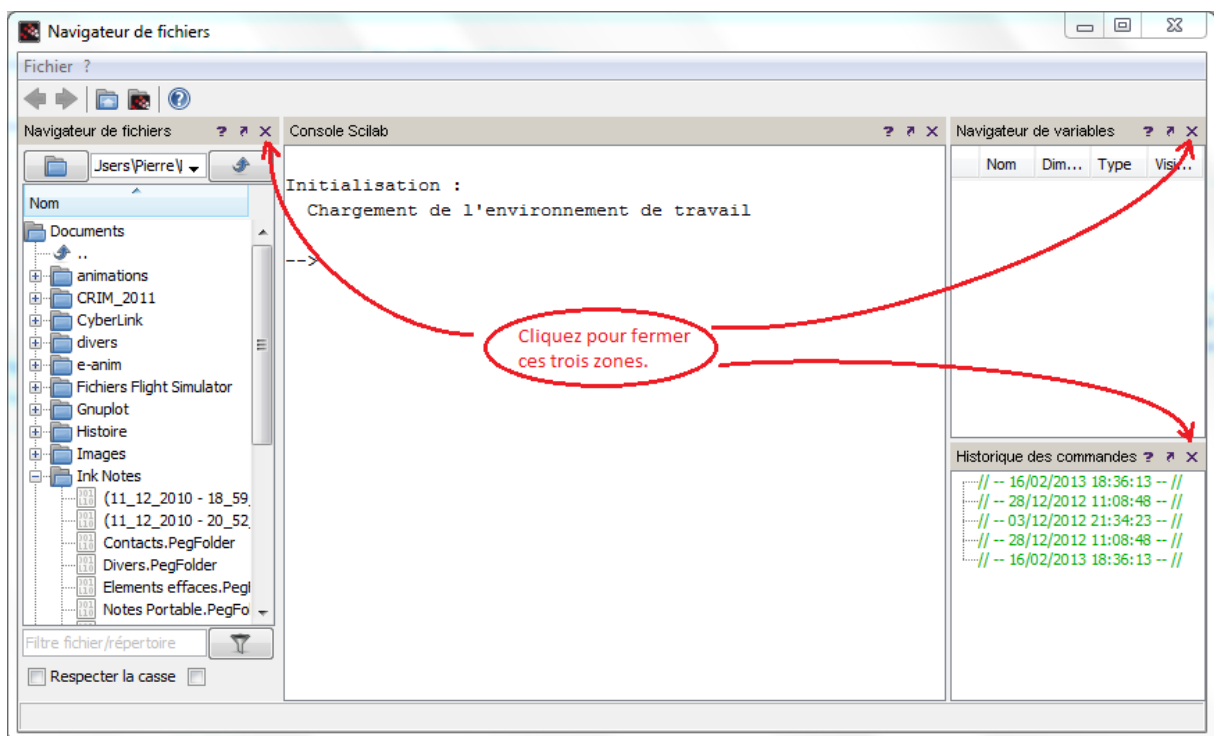 Navigateur de fichiers
Fichier ?
Navigateur de fichiers ?
Console Scilab ?
Navigateur de variables ?
Nom Dim... Type Visi...
Nom
Documents
..
animations
CRIM_2011
CyberLink
divers
e-anim
Fichiers Flight Simulator
Gnuplot
Histoire
Images
Ink Notes
(11_12_2010 - 18_59_
(11_12_2010 - 20_52_
Contacts.PegFolder
Divers.PegFolder
Elements effaces.Pegl
Notes Portable.PegFo
Filtre fichier/répertoire
Respecter la casse
Initialisation :
Chargement de l'environnement de travail
-->
Cliquez pour fermer
ces trois zones.
Historique des commandes ?
// -- 16/02/2013 18:36:13 -- //
// -- 28/12/2012 11:08:48 -- //
// -- 03/12/2012 21:34:23 -- //
// -- 28/12/2012 11:08:48 -- //
// -- 16/02/2013 18:36:13 -- //